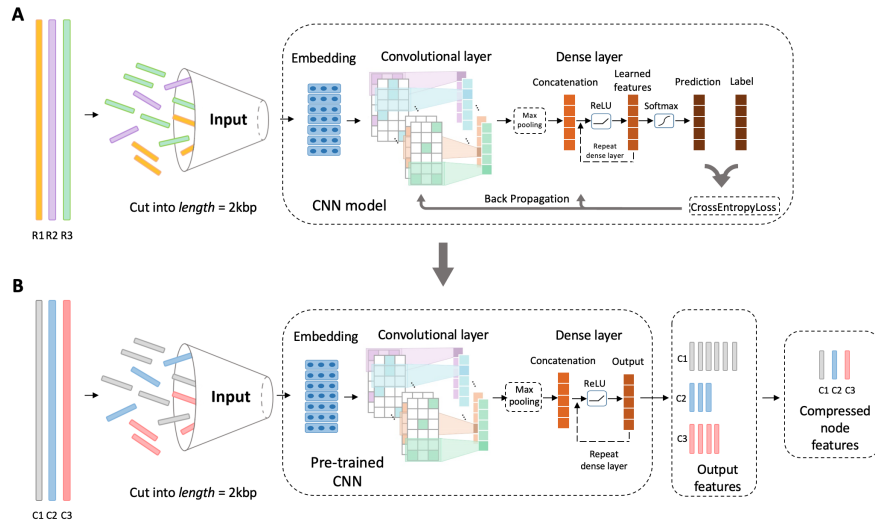 A
R1 R2 R3
Input
Cut into length = 2kbp
Embedding
Convolutional layer
Dense layer
Max
pooling
Concatenation
ReLU
Repeat
dense layer
Learned
features
Softmax
Prediction
Label
CrossEntropyLoss
Back Propagation
CNN model
B
C1 C2 C3
Input
Cut into length = 2kbp
Embedding
Convolutional layer
Dense layer
Max
pooling
Concatenation
ReLU
Output
Repeat
dense layer
Pre-trained
CNN
C1
C2
C3
Output
features
C1 C2 C3
Compressed
node
features